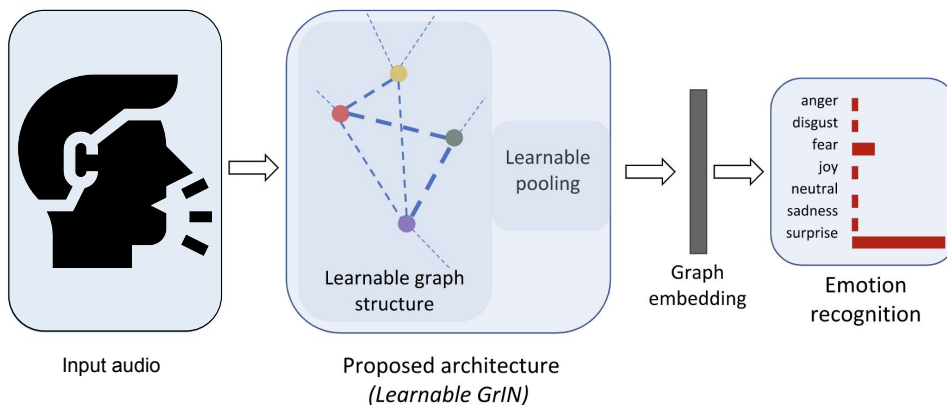 Input audio
Learnable graph
structure
Learnable
pooling
Proposed architecture
(Learnable GrIN)
Graph
embedding
anger
disgust
fear
joy
neutral
sadness
surprise
Emotion
recognition